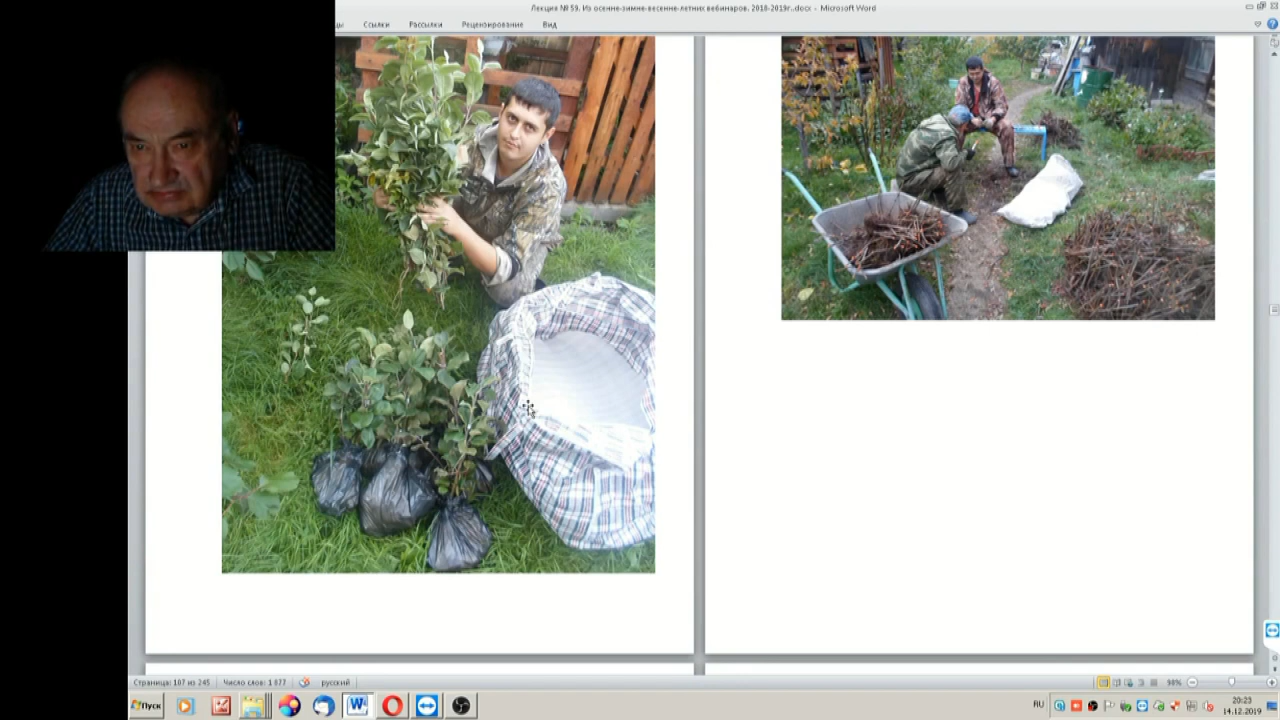 Лекция № 59. Из осенне-зимне-весенне-летних вебинаров. 2018-2019г..docx - Microsoft Word
цы Ссылки Рассылки Рецензирование Вид
Страница: 107 из 245 Число слов: 1 877 русский 98%
Пуск RU 20:23
14.12.2019